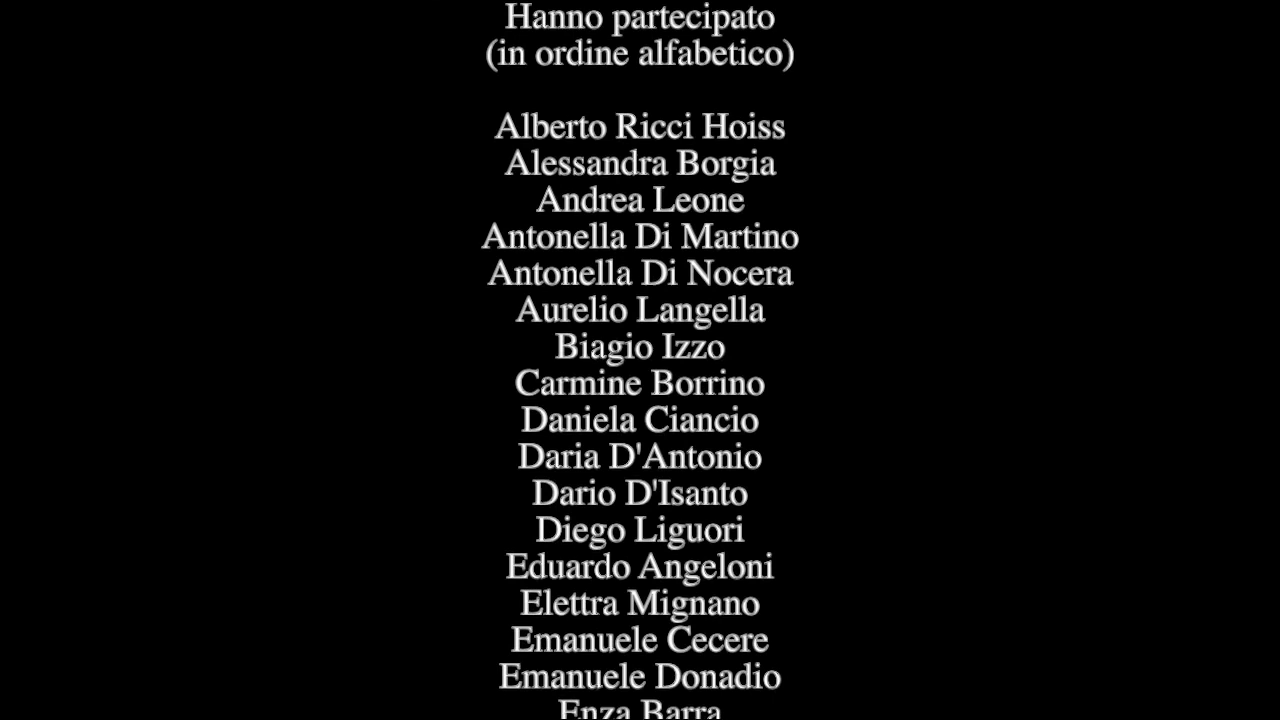 Hanno partecipato
(in ordine alfabetico)
Alberto Ricci Hoiss
Alessandra Borgia
Andrea Leone
Antonella Di Martino
Antonella Di Nocera
Aurelio Langella
Biagio Izzo
Carmine Borrino
Daniela Ciancio
Daria D'Antonio
Dario D'Isanto
Diego Liguori
Eduardo Angeloni
Elettra Mignano
Emanuele Cecere
Emanuele Donadio
Enza Barra